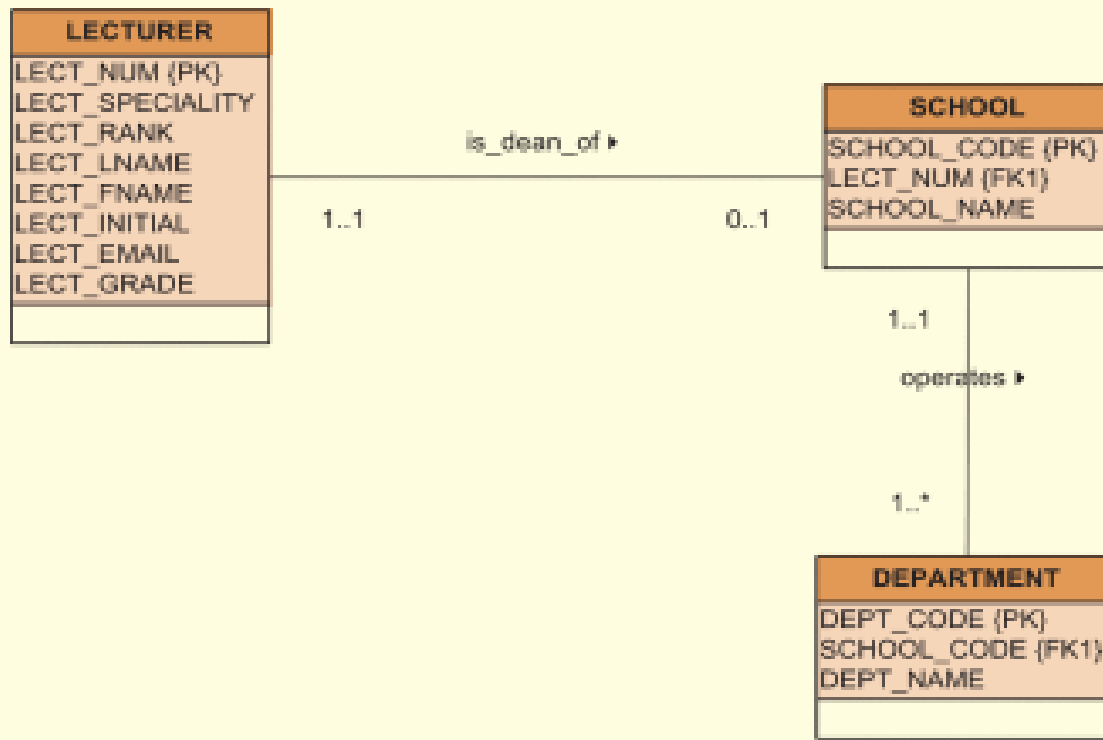 LECTURER
LECT_NUM {PK}
LECT_SPECIALITY
LECT_RANK
LECT_LNAME
LECT_FNAME
LECT_INITIAL
LECT_EMAIL
LECT_GRADE
is_dean_of ▸
1..1
0..1
SCHOOL
SCHOOL_CODE {PK}
LECT_NUM {FK1}
SCHOOL_NAME
1..1
operates ▸
1..*
DEPARTMENT
DEPT_CODE {PK}
SCHOOL_CODE {FK1}
DEPT_NAME